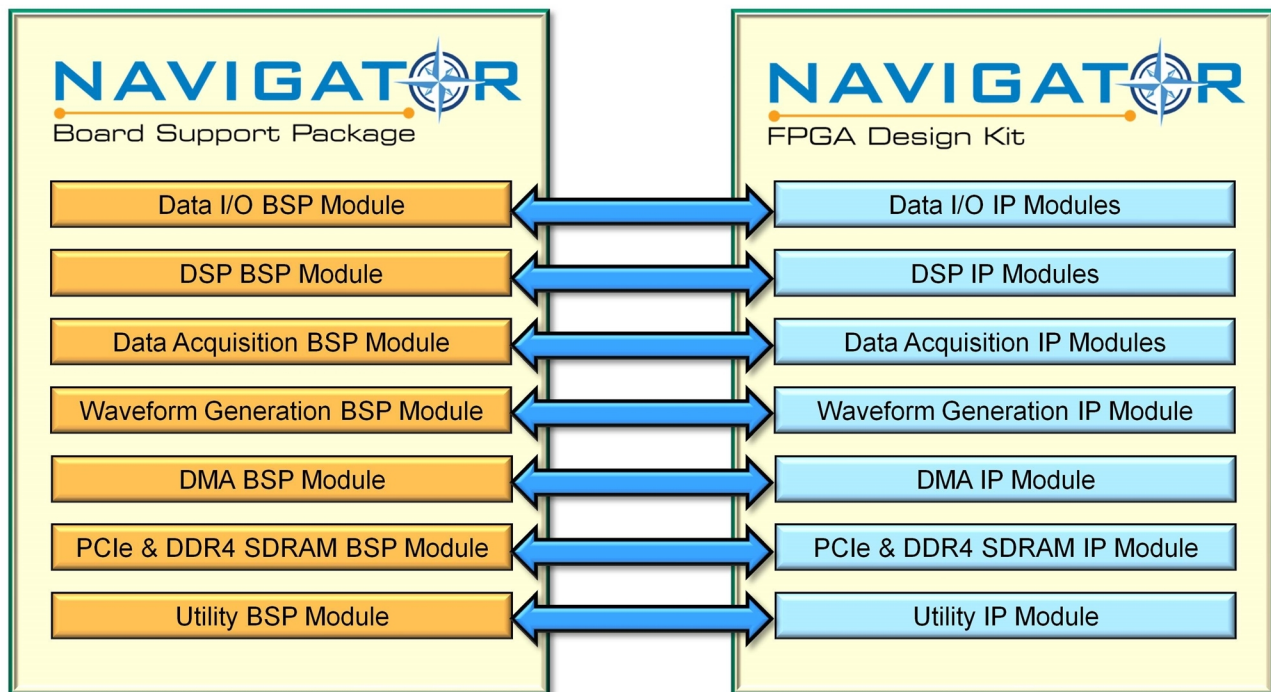 NAVIGATOR
Board Support Package
Data I/O BSP Module
DSP BSP Module
Data Acquisition BSP Module
Waveform Generation BSP Module
DMA BSP Module
PCIe & DDR4 SDRAM BSP Module
Utility BSP Module
NAVIGATOR
FPGA Design Kit
Data I/O IP Modules
DSP IP Modules
Data Acquisition IP Modules
Waveform Generation IP Module
DMA IP Module
PCIe & DDR4 SDRAM IP Module
Utility IP Module